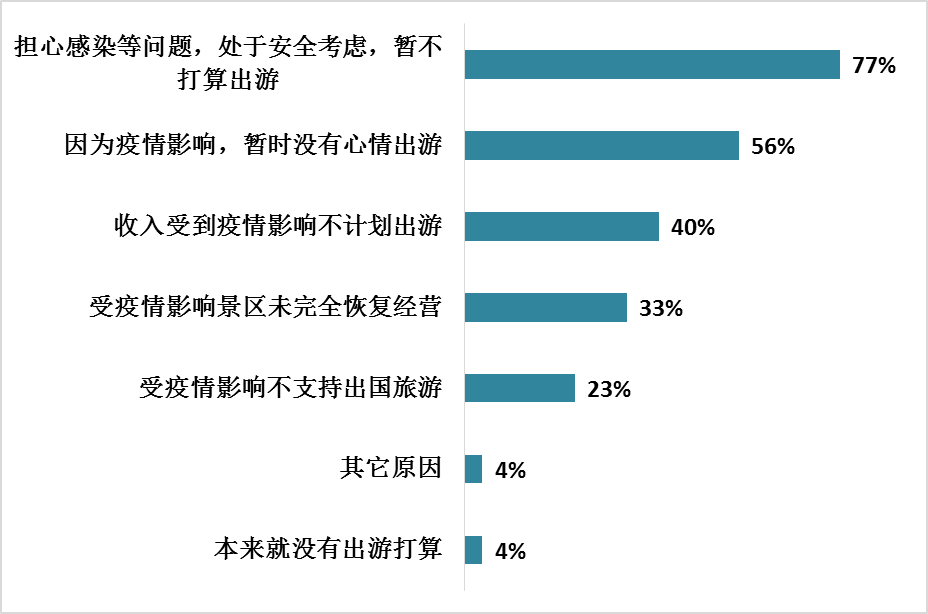 担心感染等问题，处于安全考虑，暂不
打算出游
77%
因为疫情影响，暂时没有心情出游
56%
收入受到疫情影响不计划出游
40%
受疫情影响景区未完全恢复经营
33%
受疫情影响不支持出国旅游
23%
其它原因
4%
本来就没有出游打算
4%